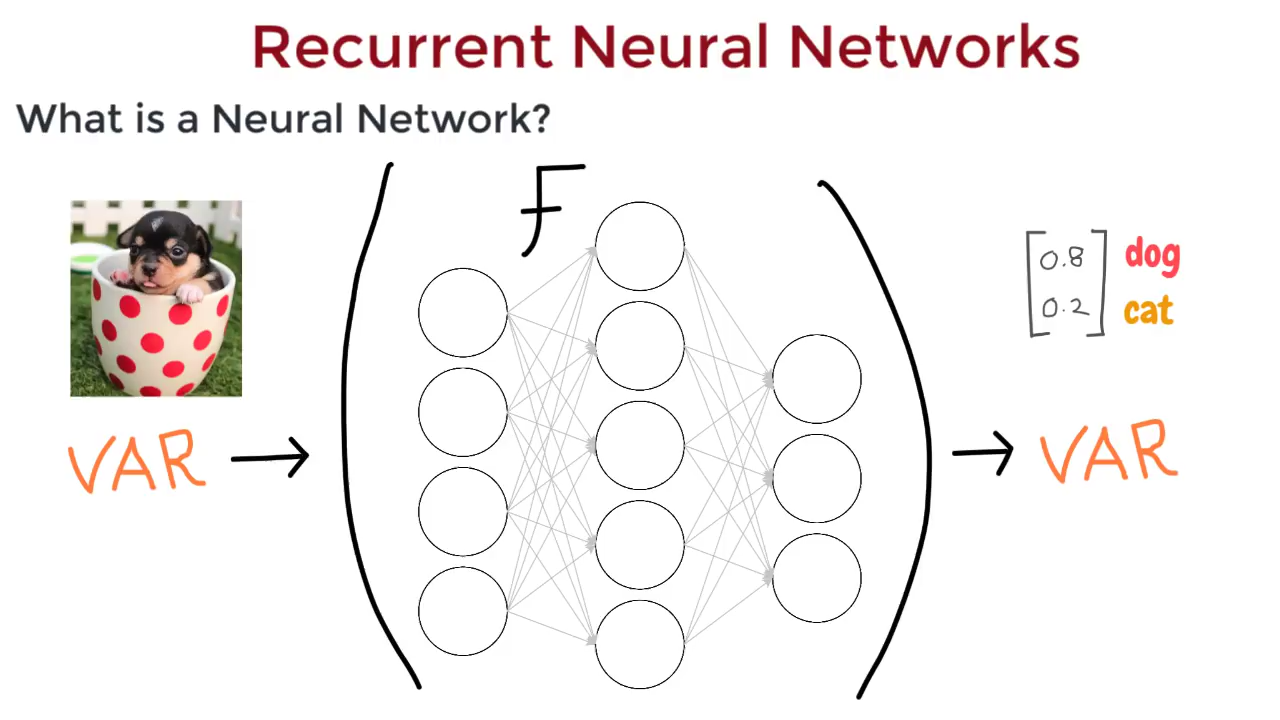 Recurrent Neural Networks
What is a Neural Network?
F
0.8 dog
0.2 cat
VAR
VAR